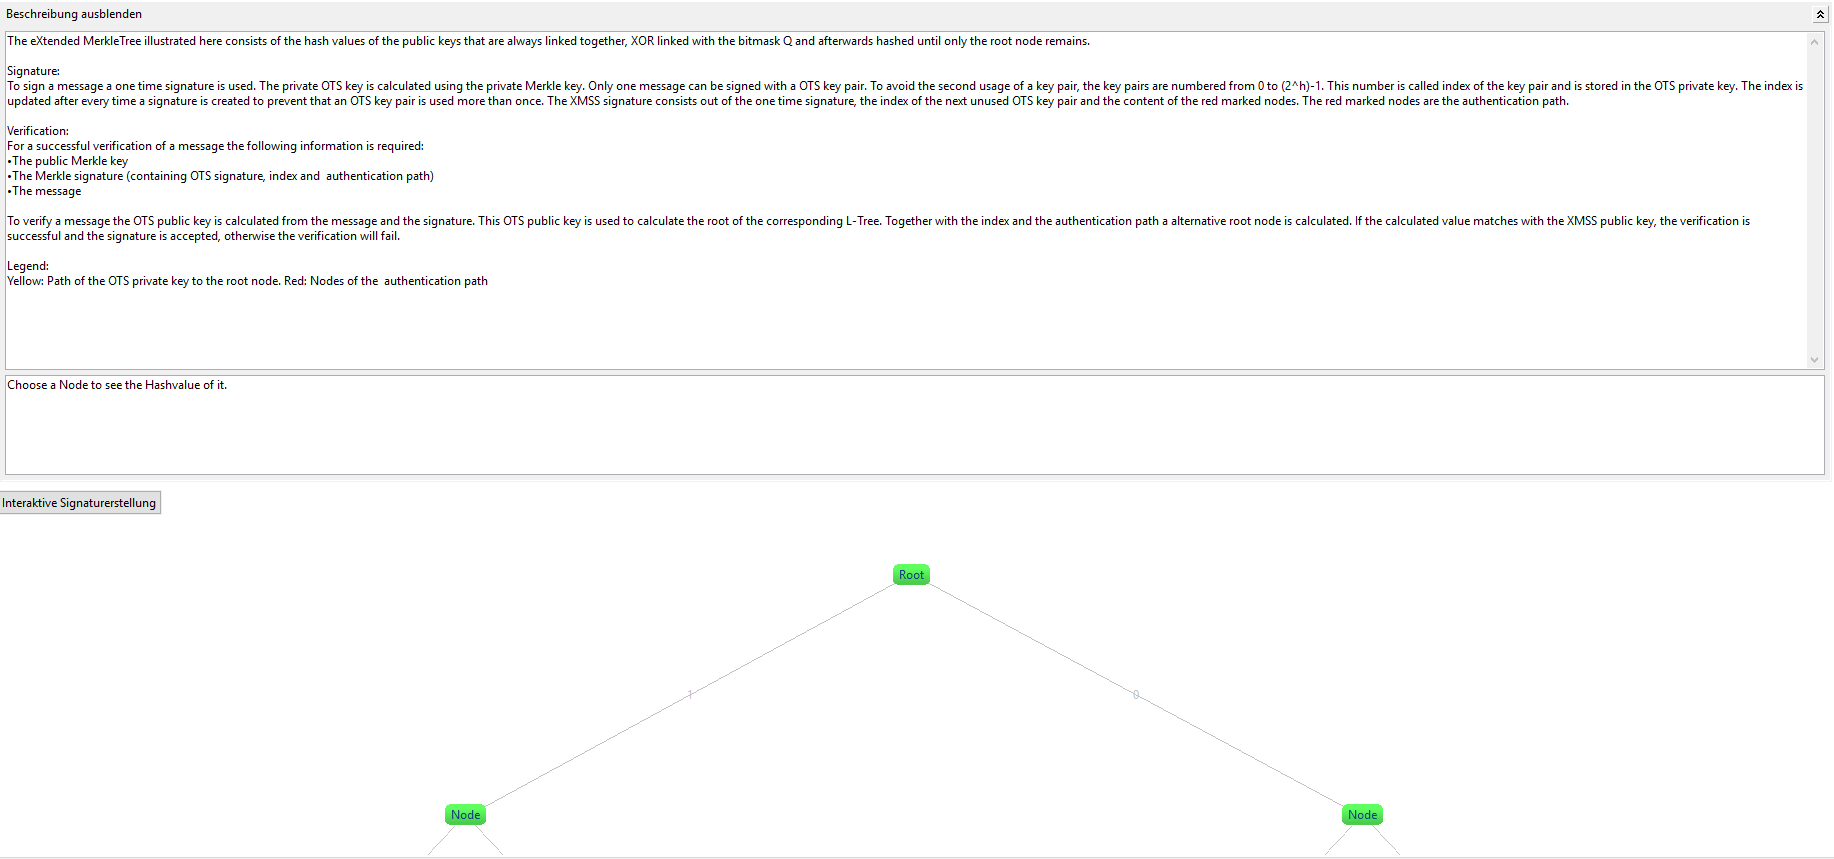 Beschreibung ausblenden
The eXtended MerkleTree illustrated here consists of the hash values of the public keys that are always linked together, XOR linked with the bitmask Q and afterwards hashed until only the root node remains.
Signature:
To sign a message a one time signature is used. The private OTS key is calculated using the private Merkle key. Only one message can be signed with a OTS key pair. To avoid the second usage of a key pair, the key pairs are numbered from 0 to (2^h)-1. This number is called index of the key pair and is stored in the OTS private key. The index is
updated after every time a signature is created to prevent that an OTS key pair is used more than once. The XMSS signature consists out of the one time signature, the index of the next unused OTS key pair and the content of the red marked nodes. The red marked nodes are the authentication path.
Verification:
For a successful verification of a message the following information is required:
•The public Merkle key
•The Merkle signature (containing OTS signature, index and  authentication path)
•The message
To verify a message the OTS public key is calculated from the message and the signature. This OTS public key is used to calculate the root of the corresponding L-Tree. Together with the index and the authentication path a alternative root node is calculated. If the calculated value matches with the XMSS public key, the verification is
successful and the signature is accepted, otherwise the verification will fail.
Legend:
Yellow: Path of the OTS private key to the root node. Red: Nodes of the  authentication path
Choose a Node to see the Hashvalue of it.
Interaktive Signaturerstellung
Root
1
0
Node
Node